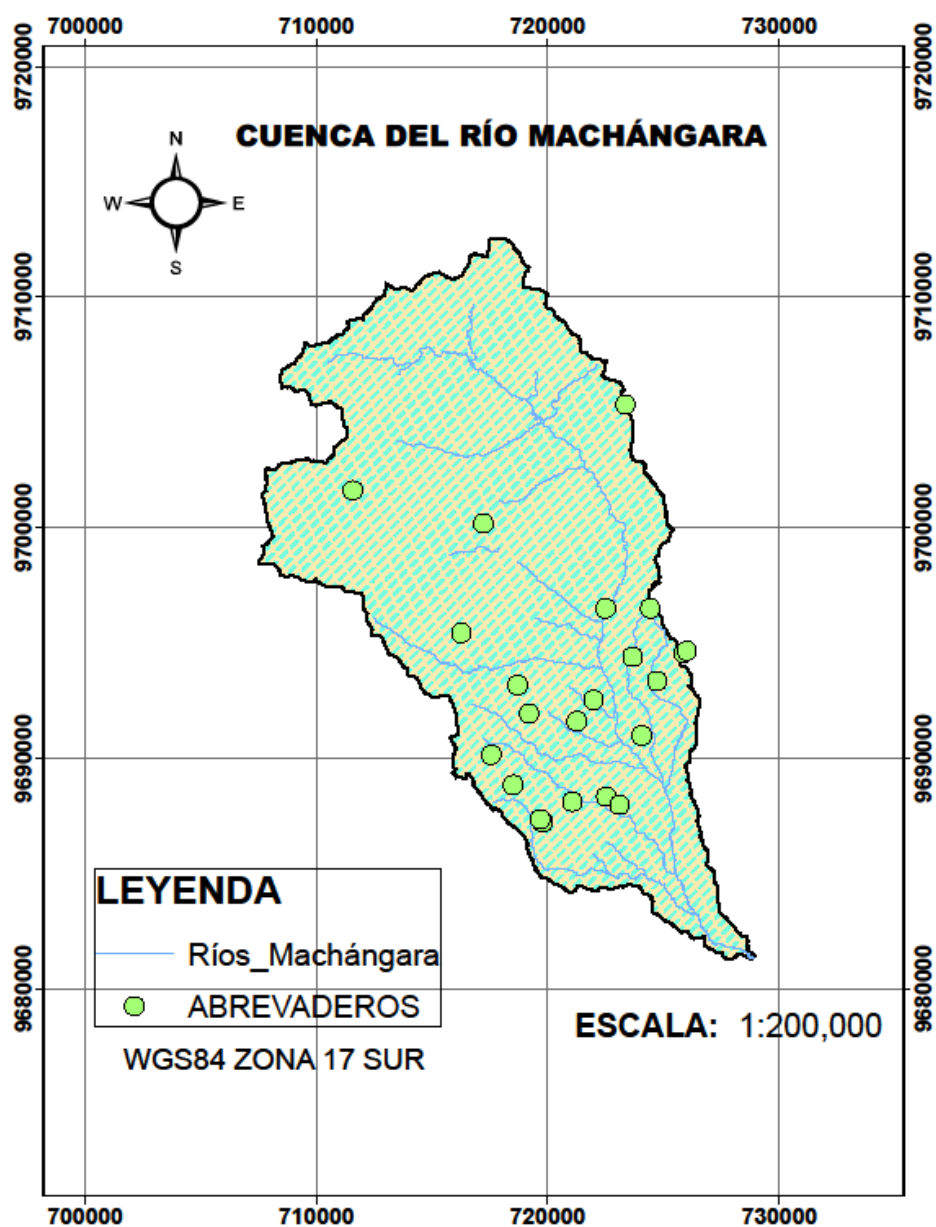 700000 710000 720000 730000
9720000 9720000
CUENCA DEL RÍO MACHÁNGARA
N
W E
S
9710000 9710000
9700000 9700000
9690000 9690000
LEYENDA
Ríos_Machángara
9680000 9680000
ABREVADEROS
ESCALA: 1:200,000
WGS84 ZONA 17 SUR
700000 710000 720000 730000